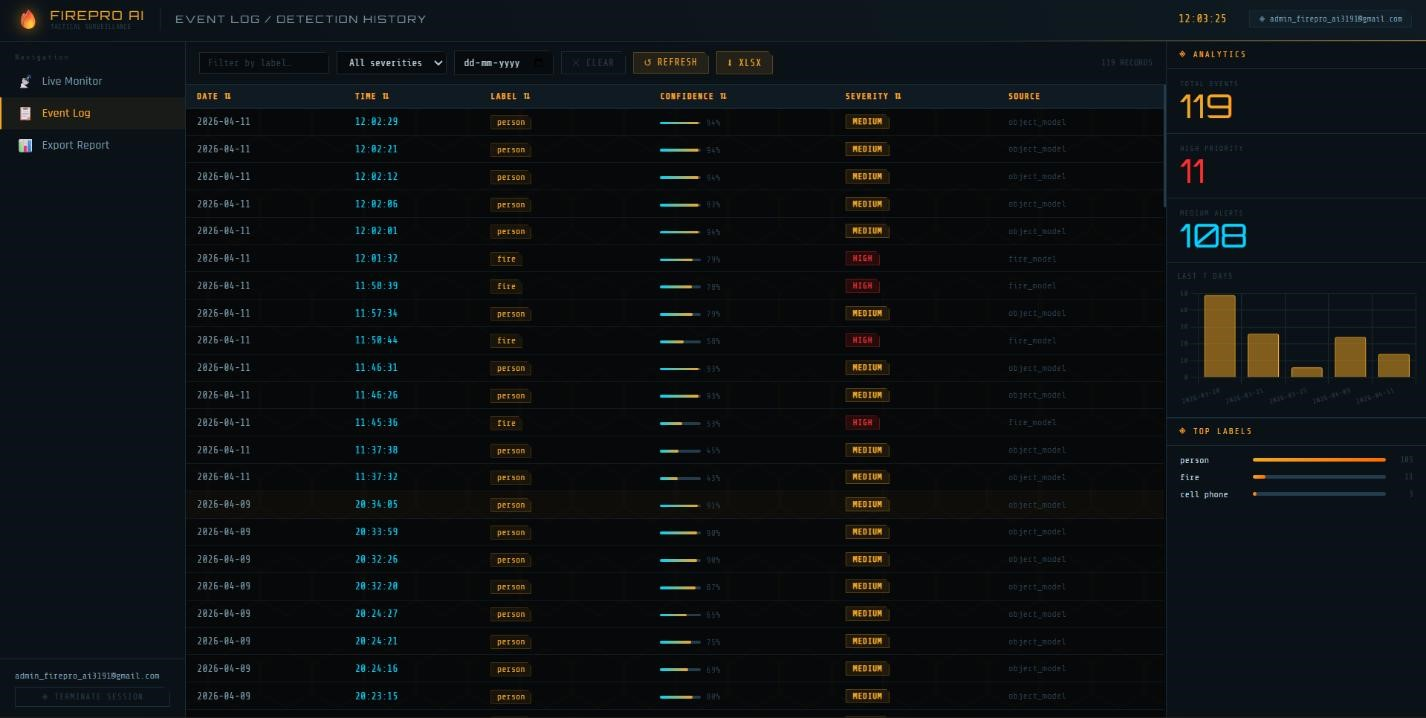 FIREPRO AI
TACTICAL SURVEILLANCE
EVENT LOG / DETECTION HISTORY
12:03:25
admin_firepro_ai3191@gmail.com
Navigation
Live Monitor
Event Log
Export Report
Filter by label…
All severities
dd-mm-yyyy
✕ CLEAR
↺ REFRESH
⬇ XLSX
119 RECORDS
DATE ⇅ TIME ⇅ LABEL ⇅ CONFIDENCE ⇅ SEVERITY ⇅ SOURCE
2026-04-11 12:02:29 person 94% MEDIUM object_model
2026-04-11 12:02:21 person 94% MEDIUM object_model
2026-04-11 12:02:12 person 94% MEDIUM object_model
2026-04-11 12:02:06 person 93% MEDIUM object_model
2026-04-11 12:02:01 person 94% MEDIUM object_model
2026-04-11 12:01:32 fire 79% HIGH fire_model
2026-04-11 11:58:39 fire 78% HIGH fire_model
2026-04-11 11:57:34 person 79% MEDIUM object_model
2026-04-11 11:50:44 fire 58% HIGH fire_model
2026-04-11 11:46:31 person 93% MEDIUM object_model
2026-04-11 11:46:26 person 93% MEDIUM object_model
2026-04-11 11:45:36 fire 53% HIGH fire_model
2026-04-11 11:37:38 person 45% MEDIUM object_model
2026-04-11 11:37:32 person 43% MEDIUM object_model
2026-04-09 20:34:05 person 91% MEDIUM object_model
2026-04-09 20:33:59 person 90% MEDIUM object_model
2026-04-09 20:32:26 person 90% MEDIUM object_model
2026-04-09 20:32:20 person 87% MEDIUM object_model
2026-04-09 20:24:27 person 65% MEDIUM object_model
2026-04-09 20:24:21 person 75% MEDIUM object_model
2026-04-09 20:24:16 person 69% MEDIUM object_model
2026-04-09 20:23:15 person 80% MEDIUM object_model
ANALYTICS
TOTAL EVENTS
119
HIGH PRIORITY
11
MEDIUM ALERTS
108
LAST 7 DAYS
50
40
30
20
10
0
2026-04-09 2026-04-11
TOP LABELS
person 105
fire 11
cell phone 3
admin_firepro_ai3191@gmail.com
TERMINATE SESSION